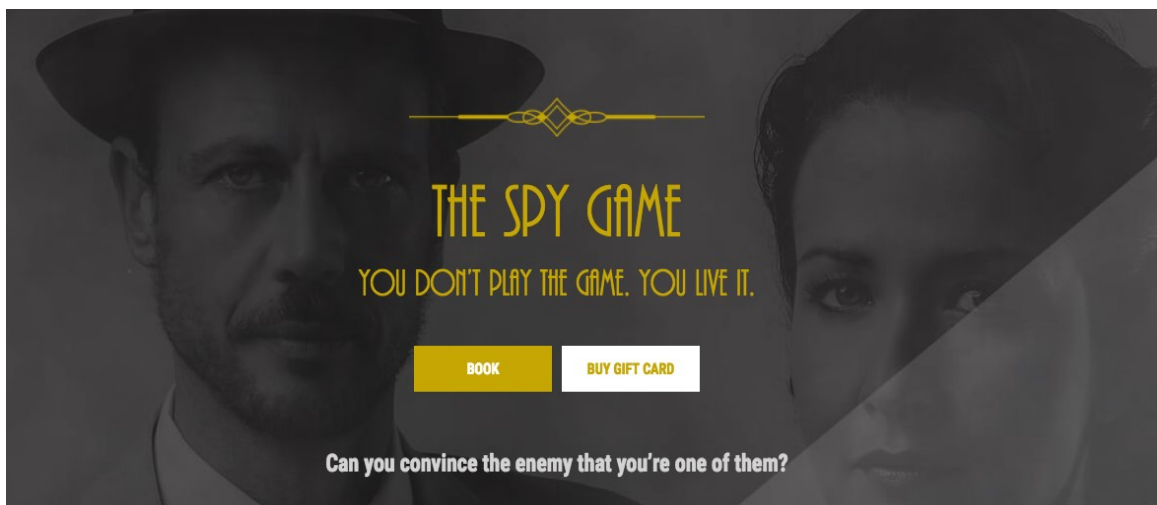 THE SPY GAME
YOU DON'T PLAY THE GAME. YOU LIVE IT.
BOOK
BUY GIFT CARD
Can you convince the enemy that you're one of them?